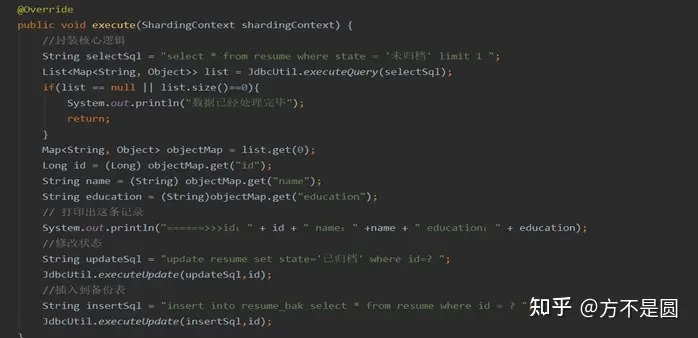 @Override
public void execute(ShardingContext shardingContext) {
//封装核心逻辑
String selectSql = "select * from resume where state = '未归档' limit 1 ";
List<Map<String, Object>> list = JdbcUtil.executeQuery(selectSql);
if(list == null || list.size()==0){
System.out.println("数据已经处理完毕");
return;
}
Map<String, Object> objectMap = list.get(0);
Long id = (Long) objectMap.get("id");
String name = (String) objectMap.get("name");
String education = (String)objectMap.get("education");
// 打印出这条记录
System.out.println("======>>>id：" + id + " name：" +name + " education：" + education);
//修改状态
String updateSql = "update resume set state='已归档' where id=? ";
JdbcUtil.executeUpdate(updateSql,id);
//插入到备份表
String insertSql = "insert into resume_bak select * from resume where id = ? "
JdbcUtil.executeUpdate(insertSql,id);
}
知乎 @方不是圆